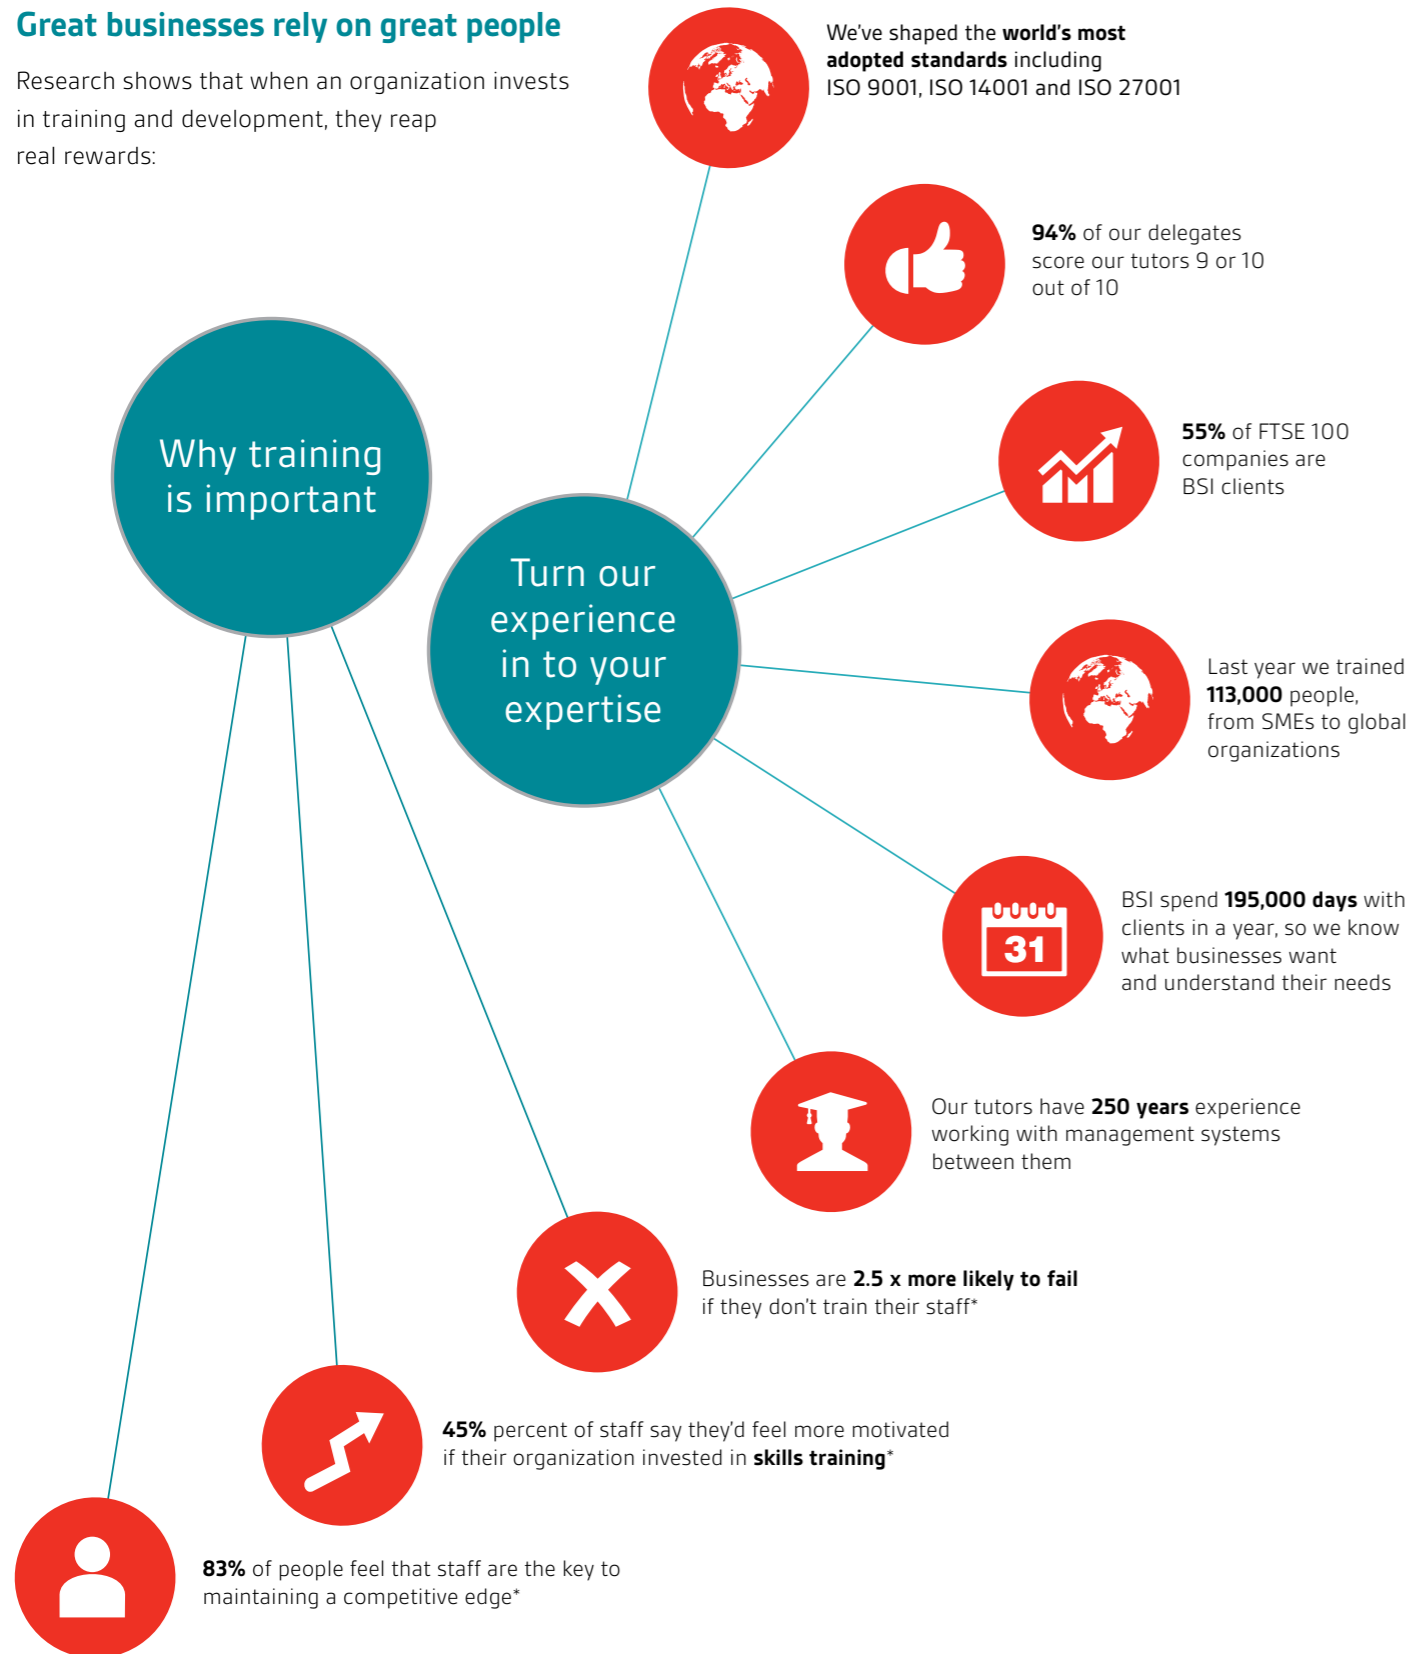 Great businesses rely on great people
Research shows that when an organization invests
in training and development, they reap
real rewards:
We've shaped the world's most
adopted standards including
ISO 9001, ISO 14001 and ISO 27001
94% of our delegates
score our tutors 9 or 10
out of 10
55% of FTSE 100
companies are
BSI clients
Why training
is important
Turn our
experience
in to your
expertise
Last year we trained
113,000 people,
from SMEs to global
organizations
31
BSI spend 195,000 days with
clients in a year, so we know
what businesses want
and understand their needs
Our tutors have 250 years experience
working with management systems
between them
Businesses are 2.5 x more likely to fail
if they don't train their staff*
45% percent of staff say they'd feel more motivated
if their organization invested in skills training*
83% of people feel that staff are the key to
maintaining a competitive edge*